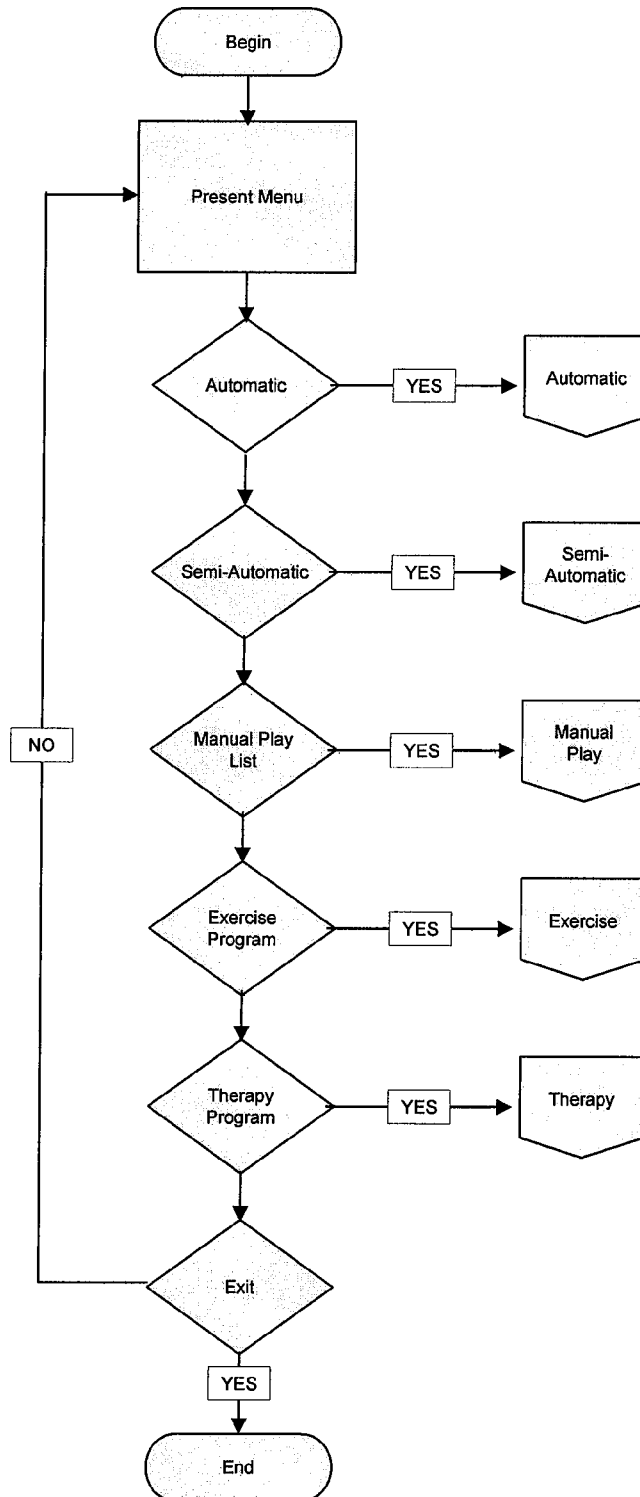 Begin
Present Menu
Automatic
YES
Automatic
Semi-Automatic
YES
Semi-
Automatic
Manual Play
List
YES
Manual
Play
NO
Exercise
Program
YES
Exercise
Therapy
Program
YES
Therapy
Exit
YES
End